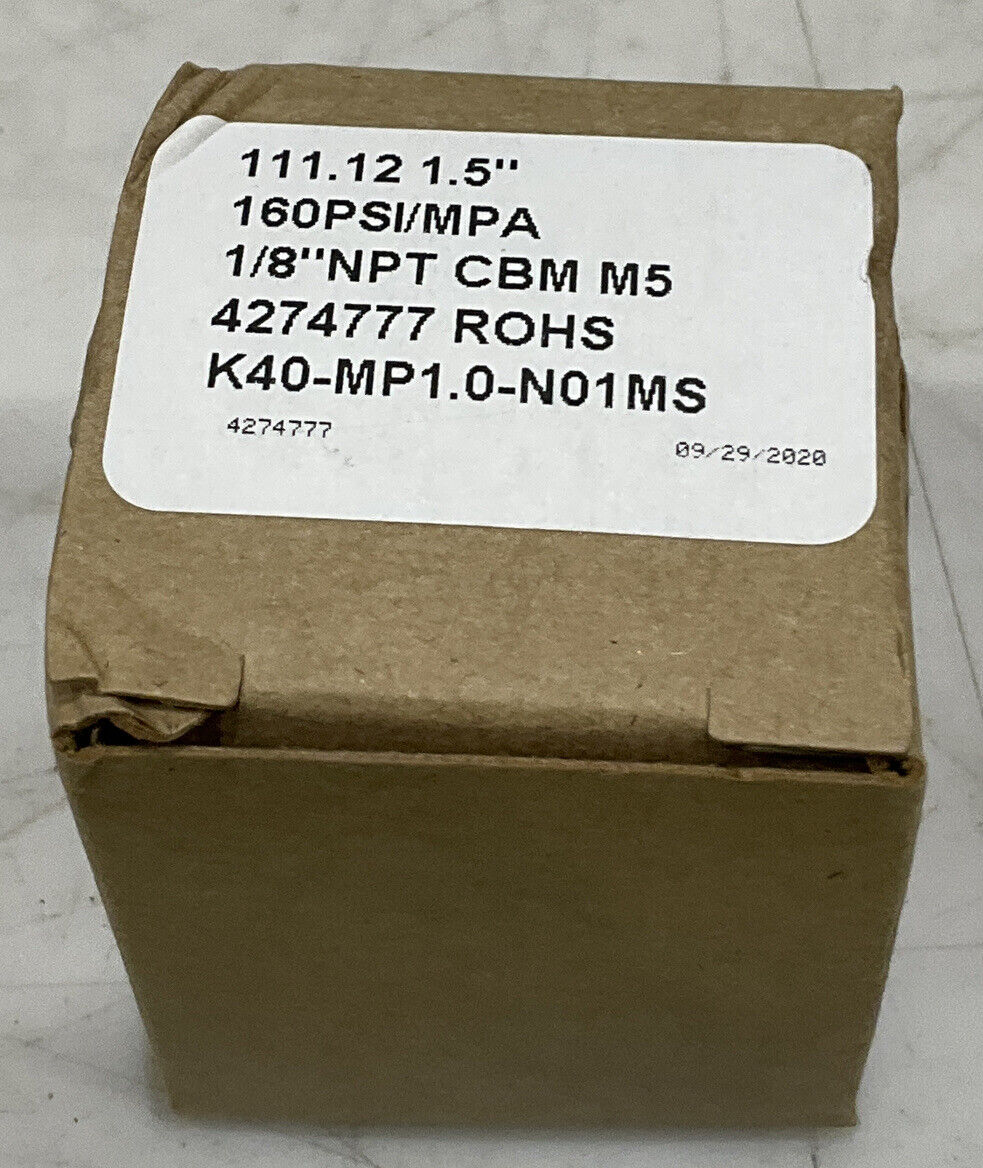 111.12 1.5"
160PSI/MPA
1/8"NPT CBM M5
4274777 ROHS
K40-MP1.0-N01MS
4274777 09/29/2020